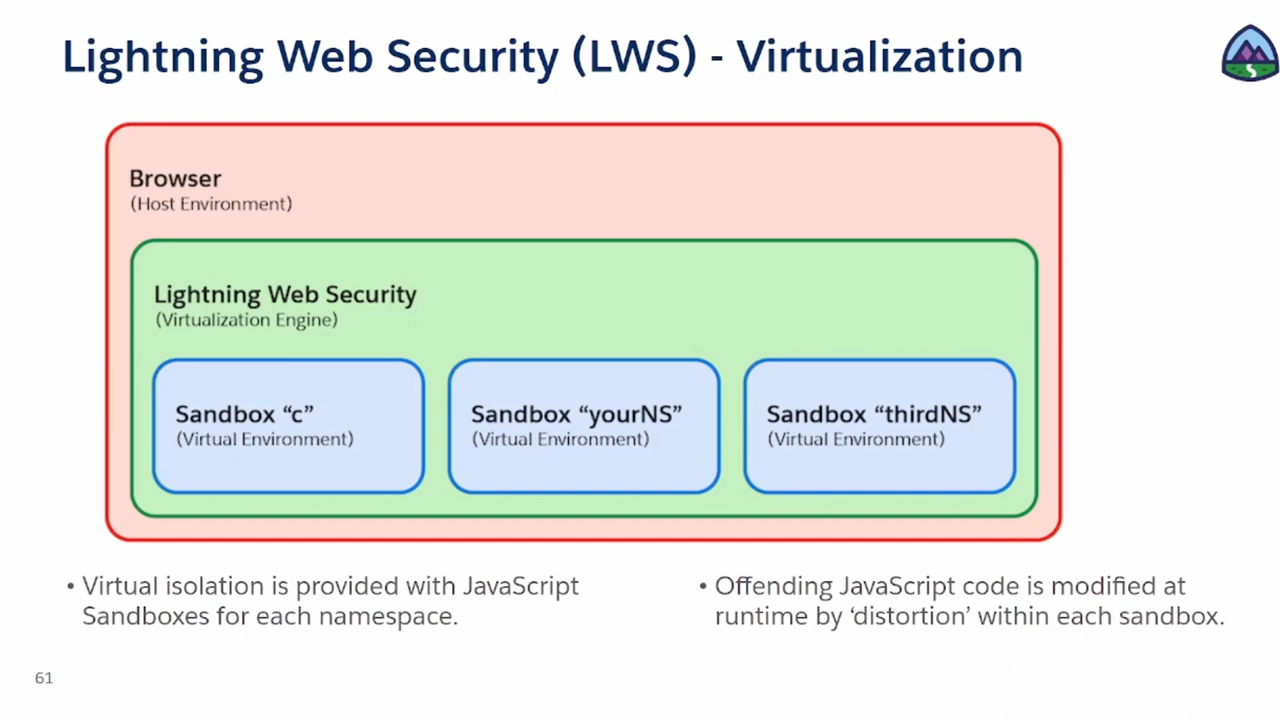 Lightning Web Security (LWS) - Virtualization
Browser
(Host Environment)
Lightning Web Security
(Virtualization Engine)
Sandbox “c”
(Virtual Environment)
Sandbox “yourNS”
(Virtual Environment)
Sandbox “thirdNS”
(Virtual Environment)
• Virtual isolation is provided with JavaScript
Sandboxes for each namespace.
• Offending JavaScript code is modified at
runtime by ‘distortion’ within each sandbox.
61